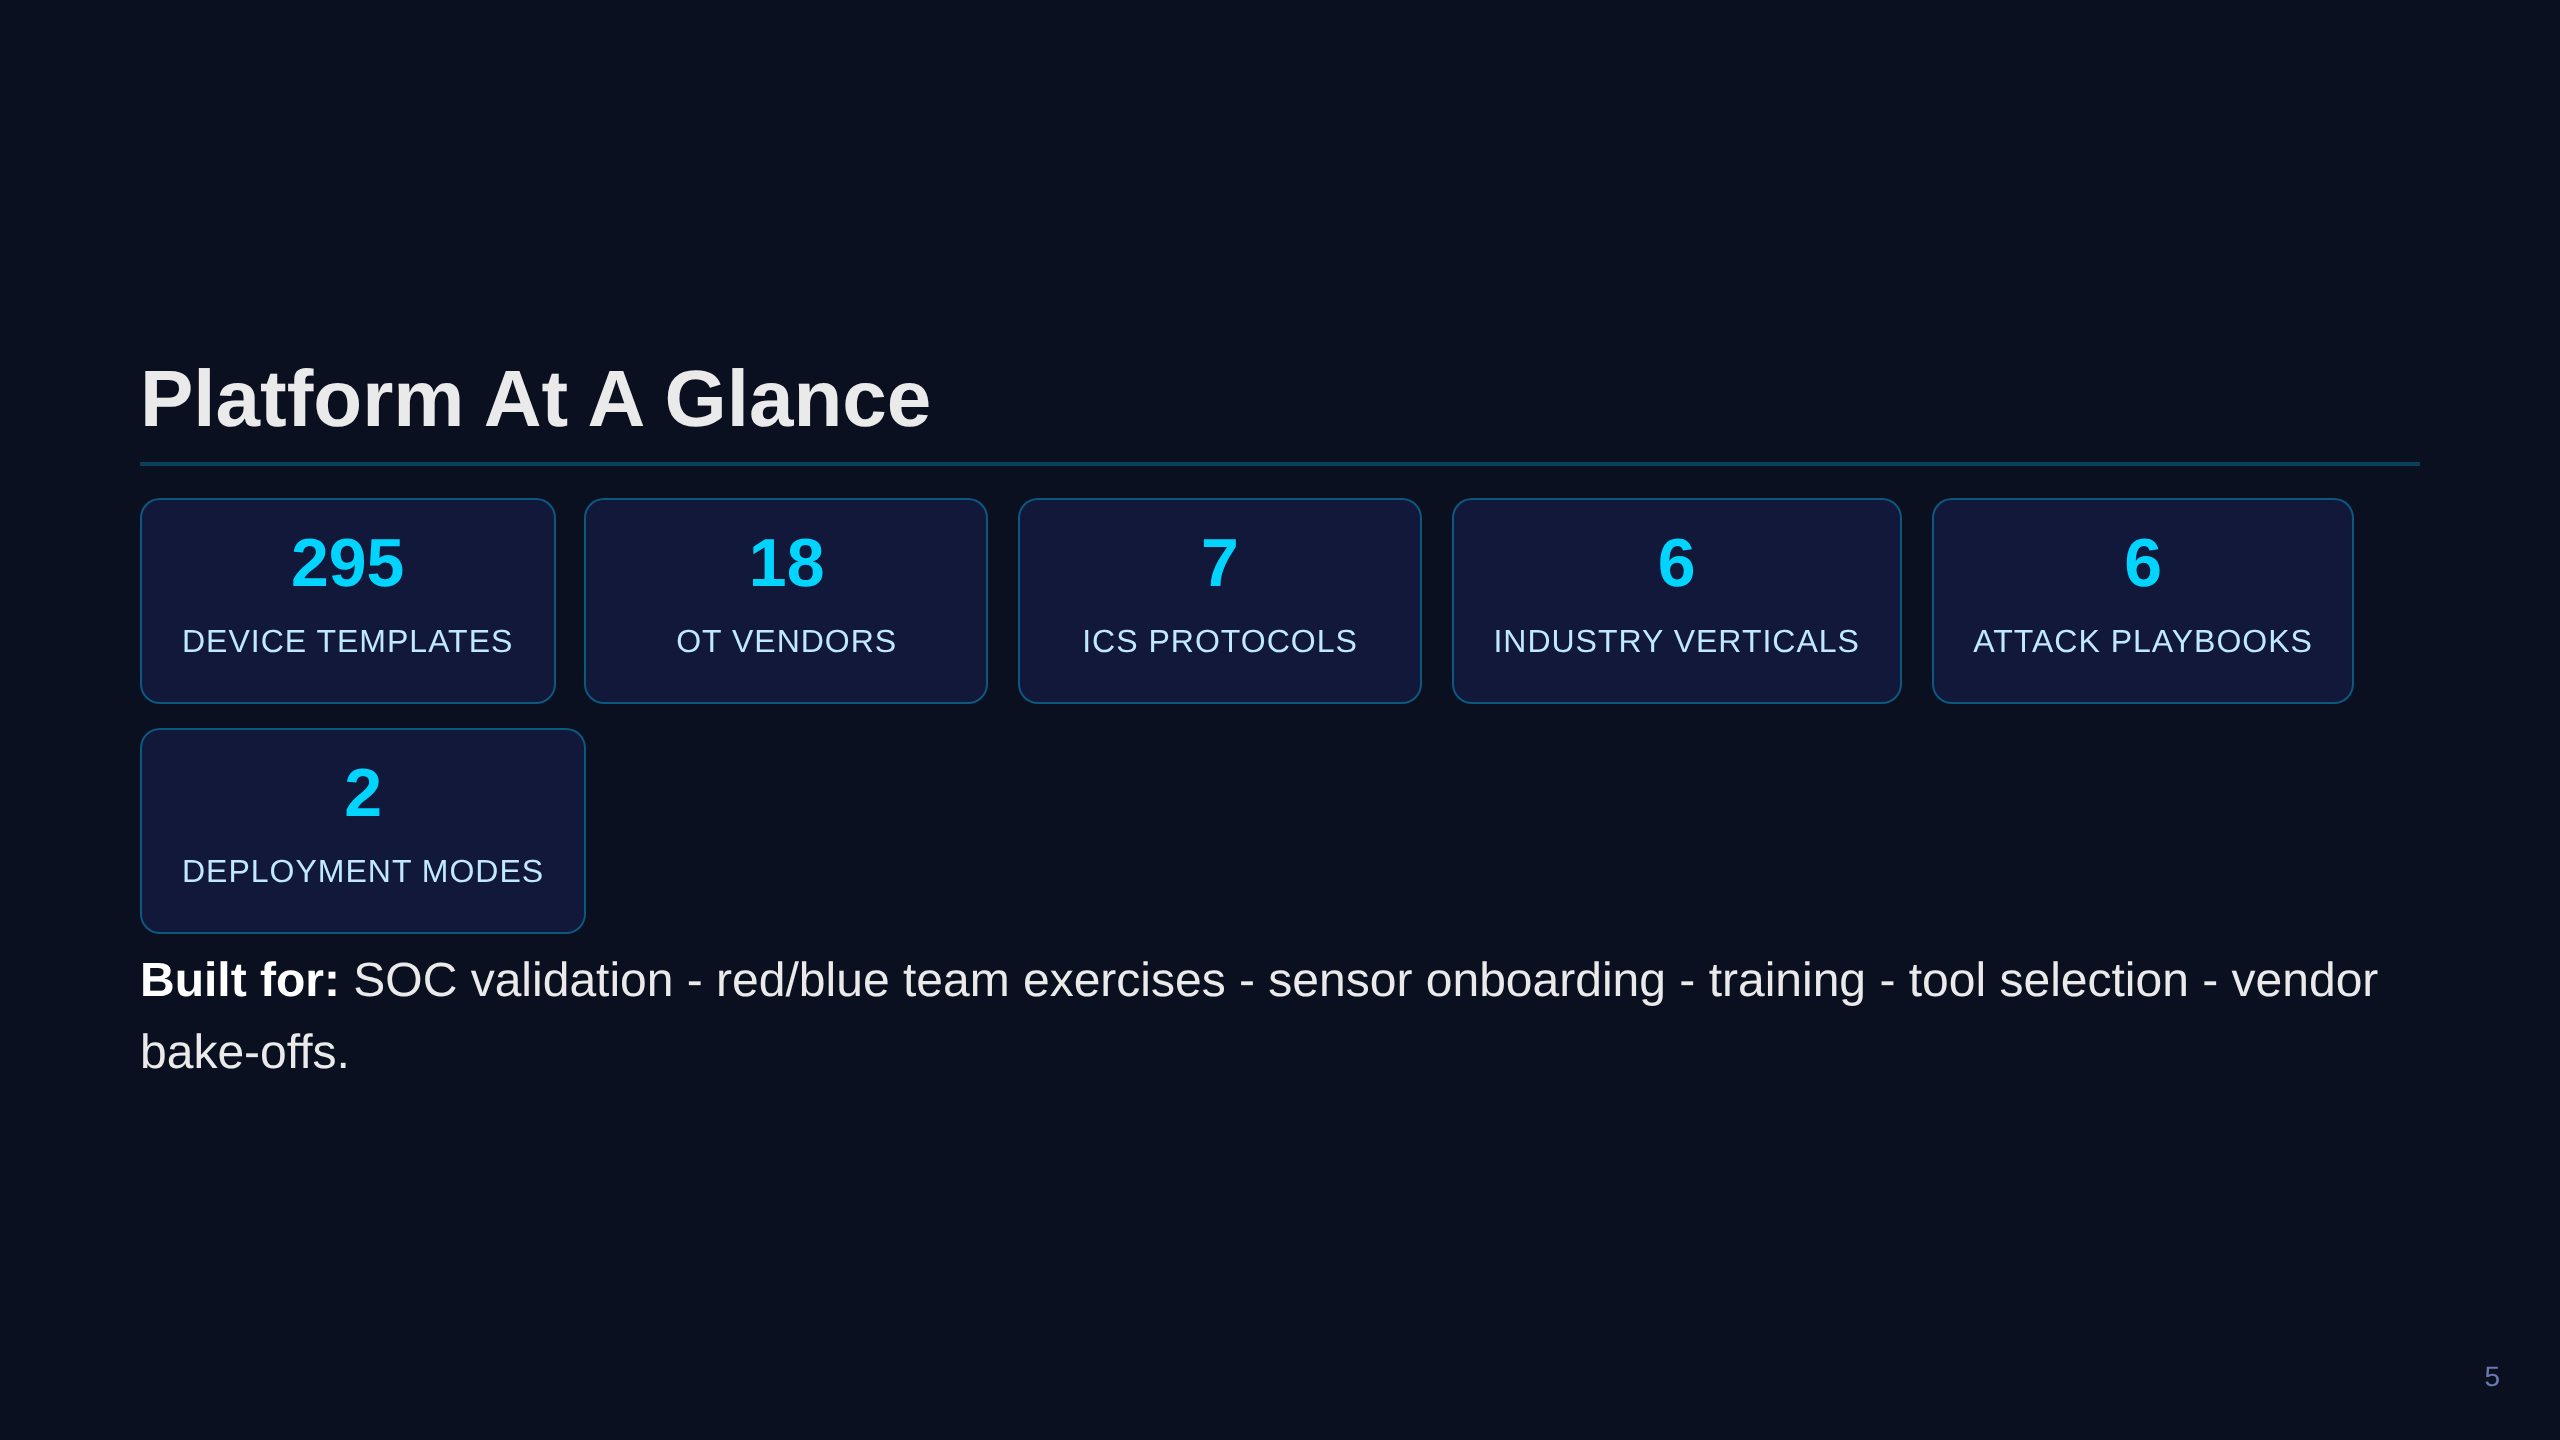 Platform At A Glance
295
DEVICE TEMPLATES
18
OT VENDORS
7
ICS PROTOCOLS
6
INDUSTRY VERTICALS
6
ATTACK PLAYBOOKS
2
DEPLOYMENT MODES
Built for: SOC validation - red/blue team exercises - sensor onboarding - training - tool selection - vendor
bake-offs.
5